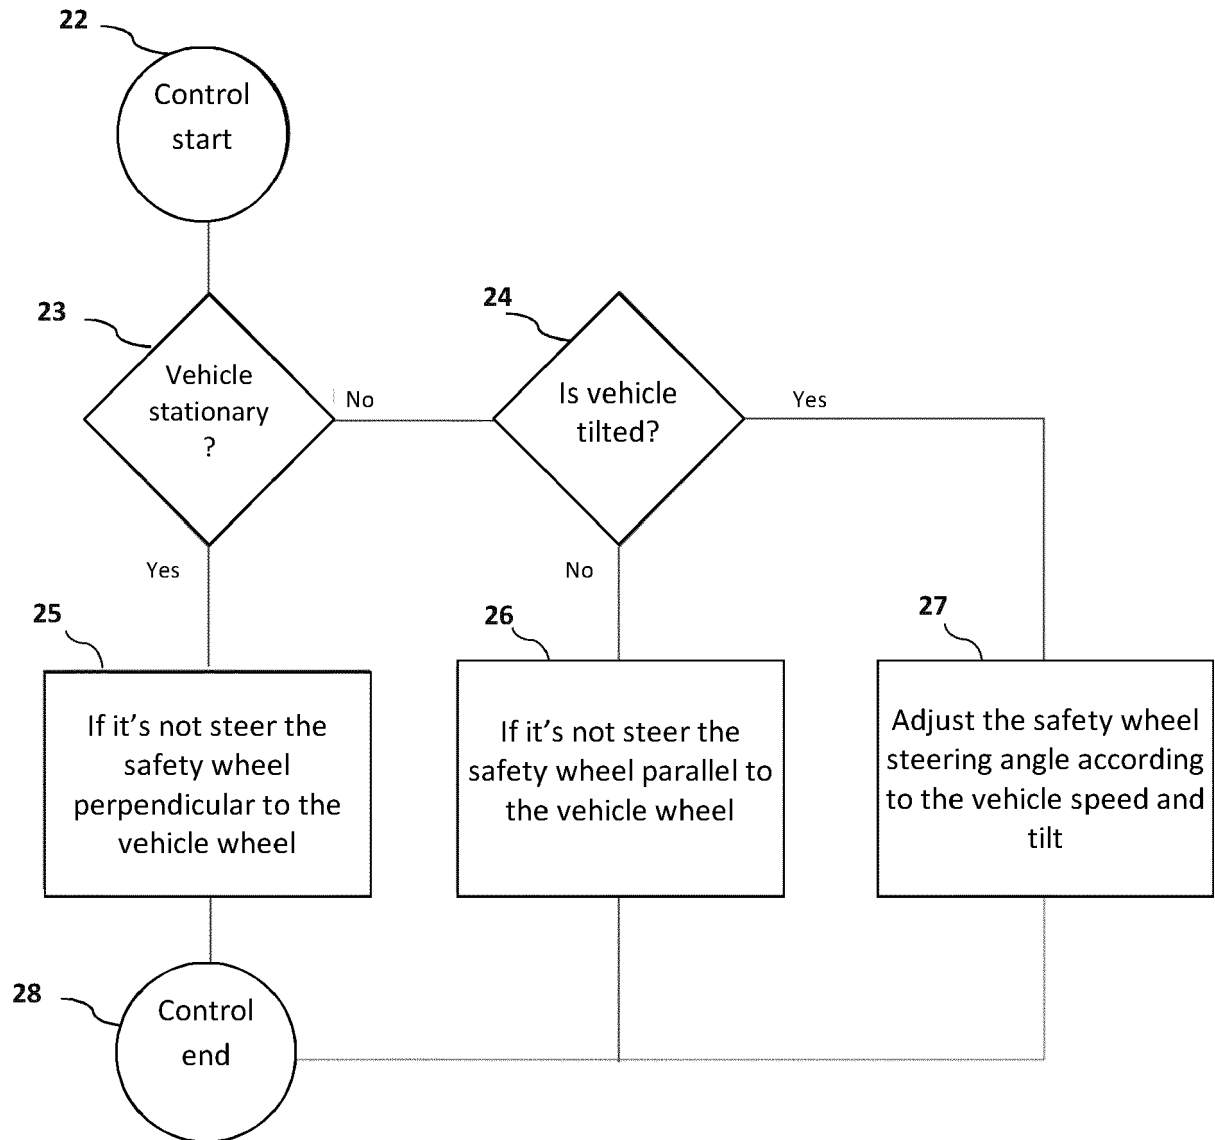 22
Control
start
23
Vehicle
stationary
?
No
24
Is vehicle
tilted?
Yes
Yes
No
25
If it's not steer the
safety wheel
perpendicular to the
vehicle wheel
26
If it's not steer the
safety wheel parallel to
the vehicle wheel
27
Adjust the safety wheel
steering angle according
to the vehicle speed and
tilt
28
Control
end